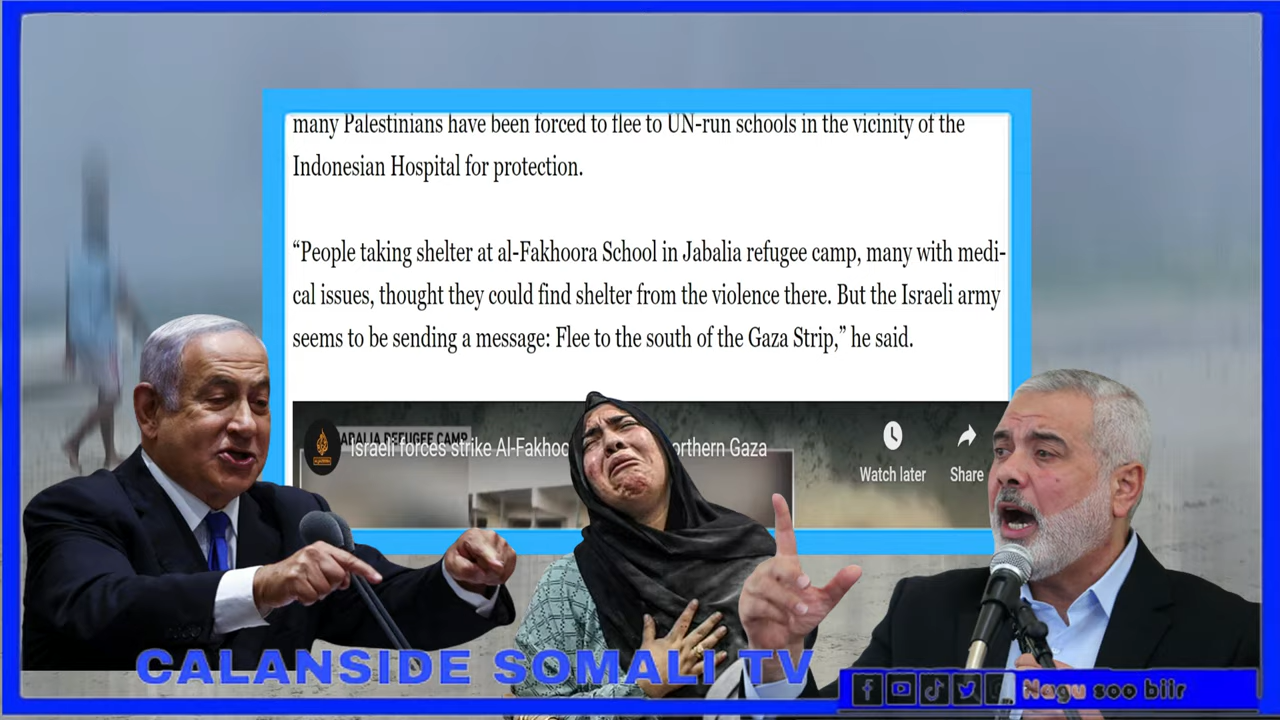 many Palestinians have been forced to flee to UN-run schools in the vicinity of the
Indonesian Hospital for protection.
“People taking shelter at al-Fakhoora School in Jabalia refugee camp, many with medi-
cal issues, thought they could find shelter from the violence there. But the Israeli army
seems to be sending a message: Flee to the south of the Gaza Strip,” he said.
JABALIA REFUGEE CAMP
Israeli forces strike Al-Fakhoo orthern Gaza
Watch later
Share
CALANSIDE SOMALI TV
Nagu soo biir